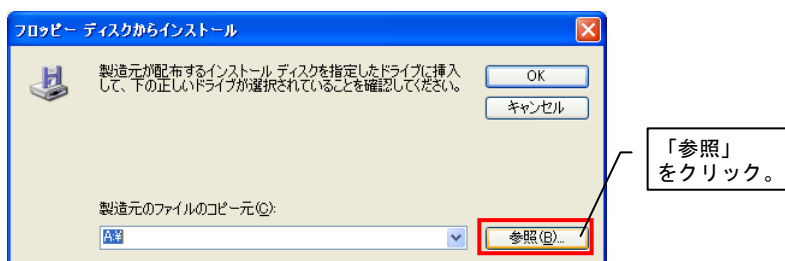 フロッピー ディスクからインストール
製造元が配布するインストール ディスクを指定したドライブに挿入
して、下の正しいドライブが選択されていることを確認してください。
OK
キャンセル
「参照」
をクリック。
製造元のファイルのコピー元(C):
A:¥
参照(B)...